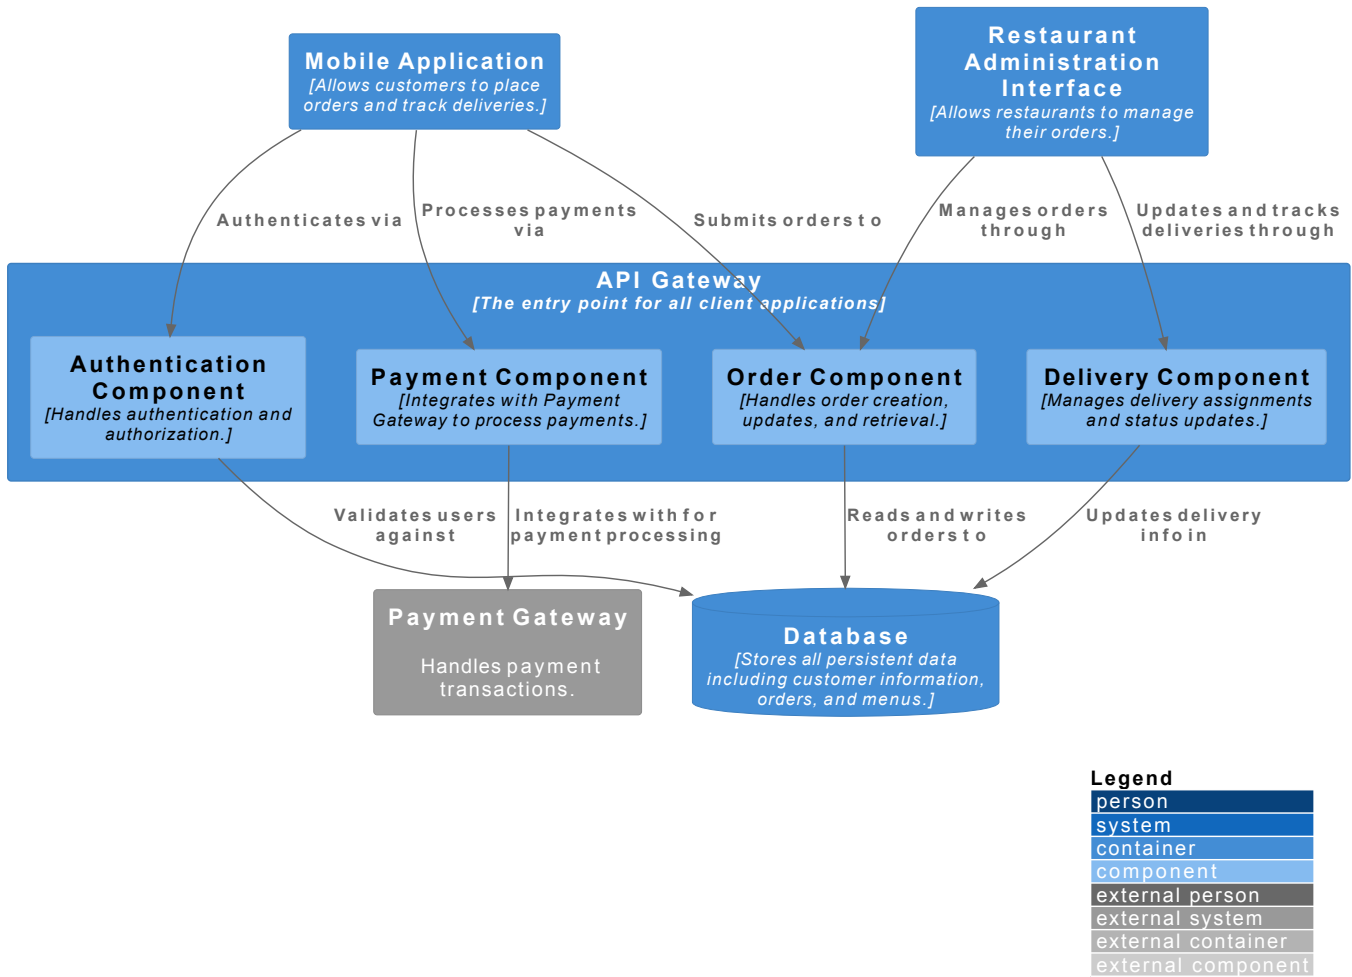 Mobile Application
[Allows customers to place
orders and track deliveries.]
Restaurant
Administration
Interface
[Allows restaurants to manage
their orders.]
Authenticates via
Processes payments
via
Submits orders to
Manages orders
through
Updates and tracks
deliveries through
API Gateway
[The entry point for all client applications]
Authentication
Component
[Handles authentication and
authorization.]
Payment Component
[Integrates with Payment
Gateway to process payments.]
Order Component
[Handles order creation,
updates, and retrieval.]
Delivery Component
[Manages delivery assignments
and status updates.]
Validates users
against
Integrates with for
payment processing
Reads and writes
orders to
Updates delivery
info in
Payment Gateway
Handles payment
transactions.
Database
[Stores all persistent data
including customer information,
orders, and menus.]
Legend
person
system
container
component
external person
external system
external container
external component